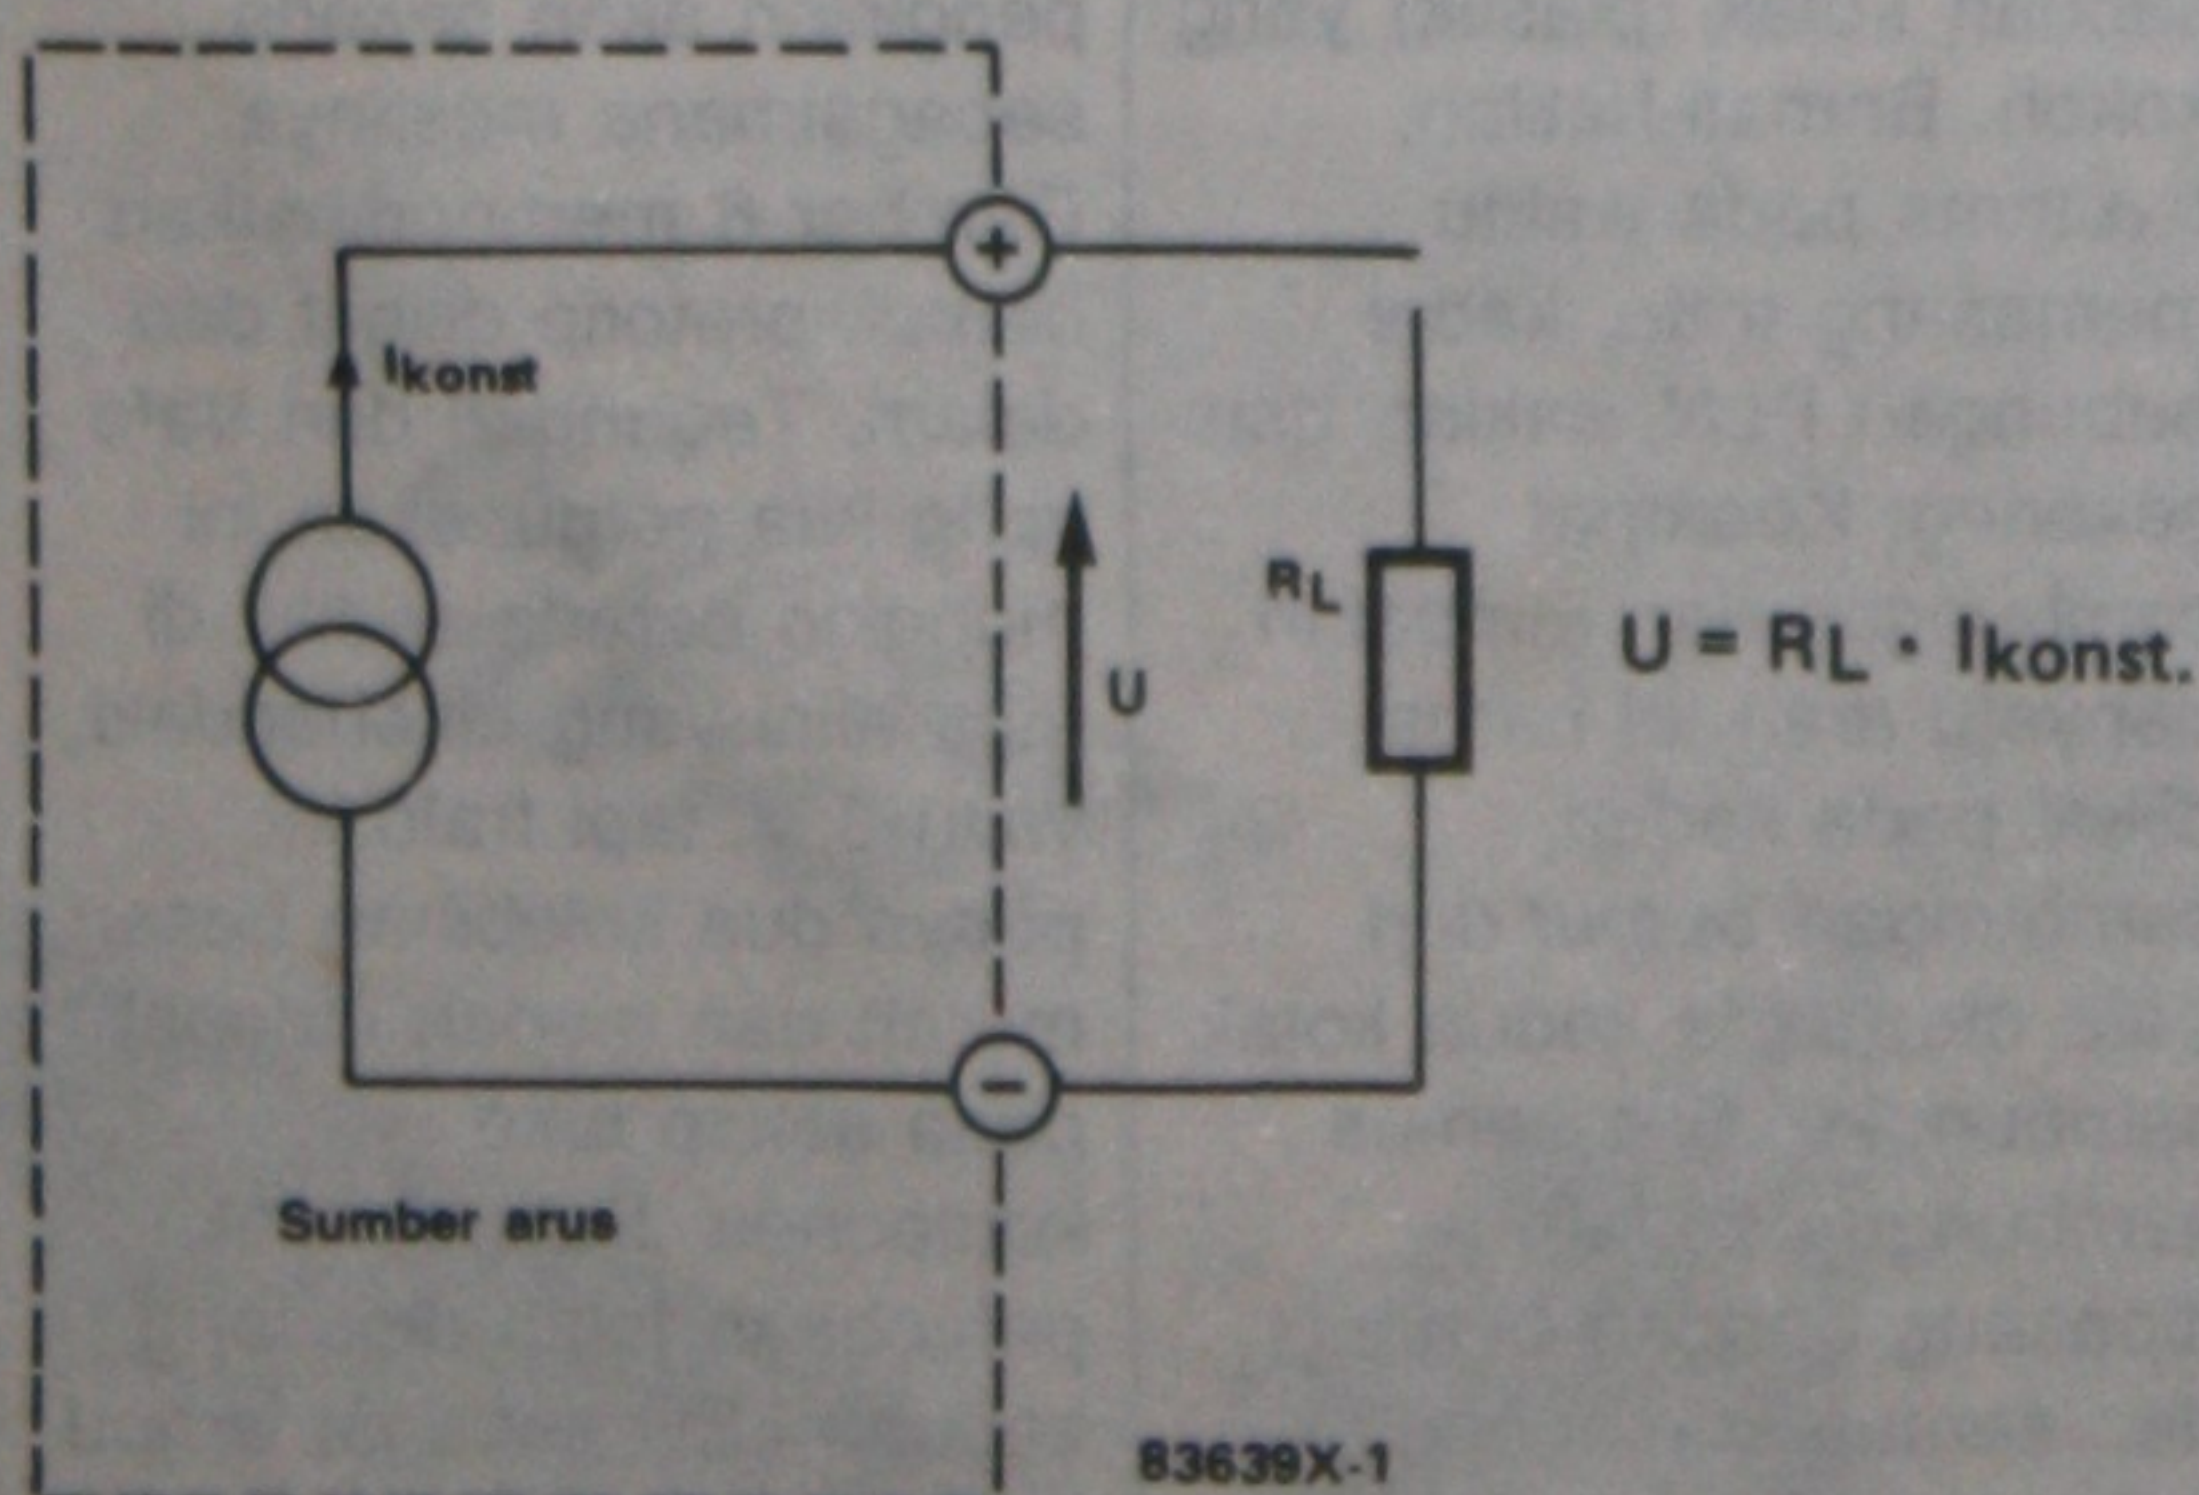 +
Ikonst
RL
U = RL · Ikonst.
U
−
Sumber arus
83639X-1